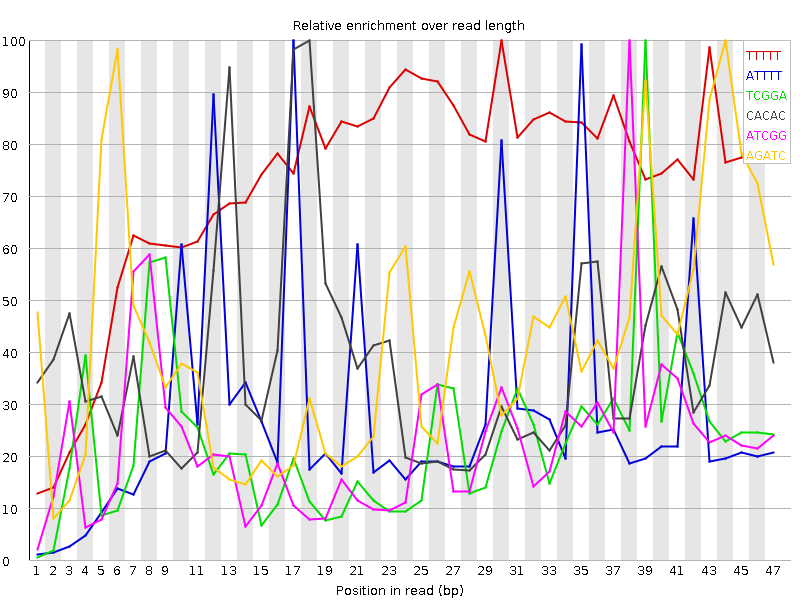 Relative enrichment over read length
100
90
80
70
60
50
40
30
20
10
0
TTTTT
ATTTT
TCGGA
CACAC
ATCGG
AGATC
1 2 3 4 5 6 7 8 9 11 13 15 17 19 21 23 25 27 29 31 33 35 37 39 41 43 45 47
Position in read (bp)